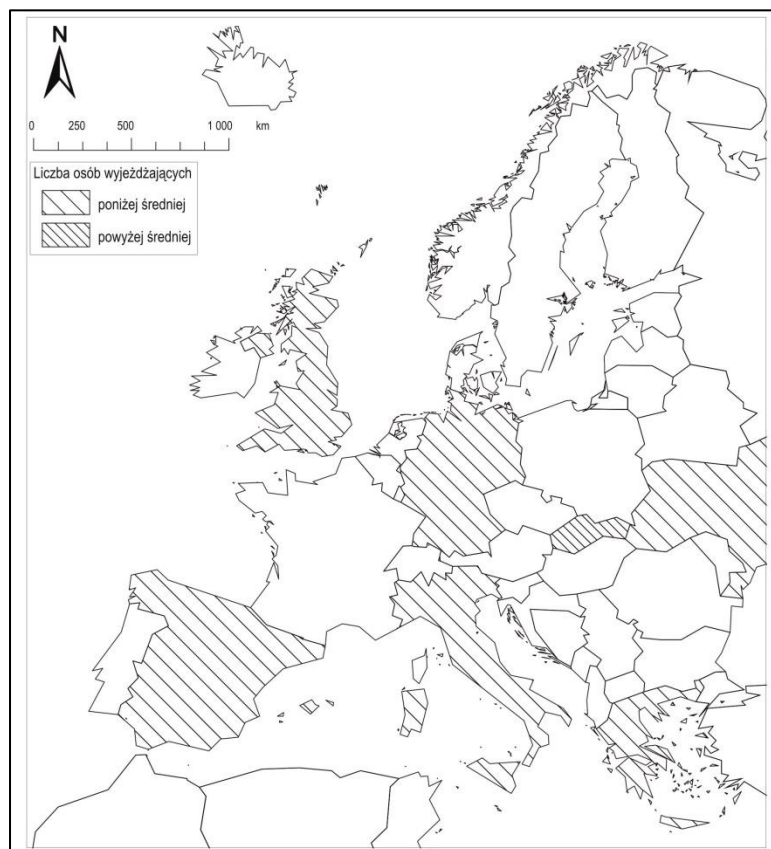 N
0 250 500 1 000 km
Liczba osób wyjeżdżających
poniżej średniej
powyżej średniej